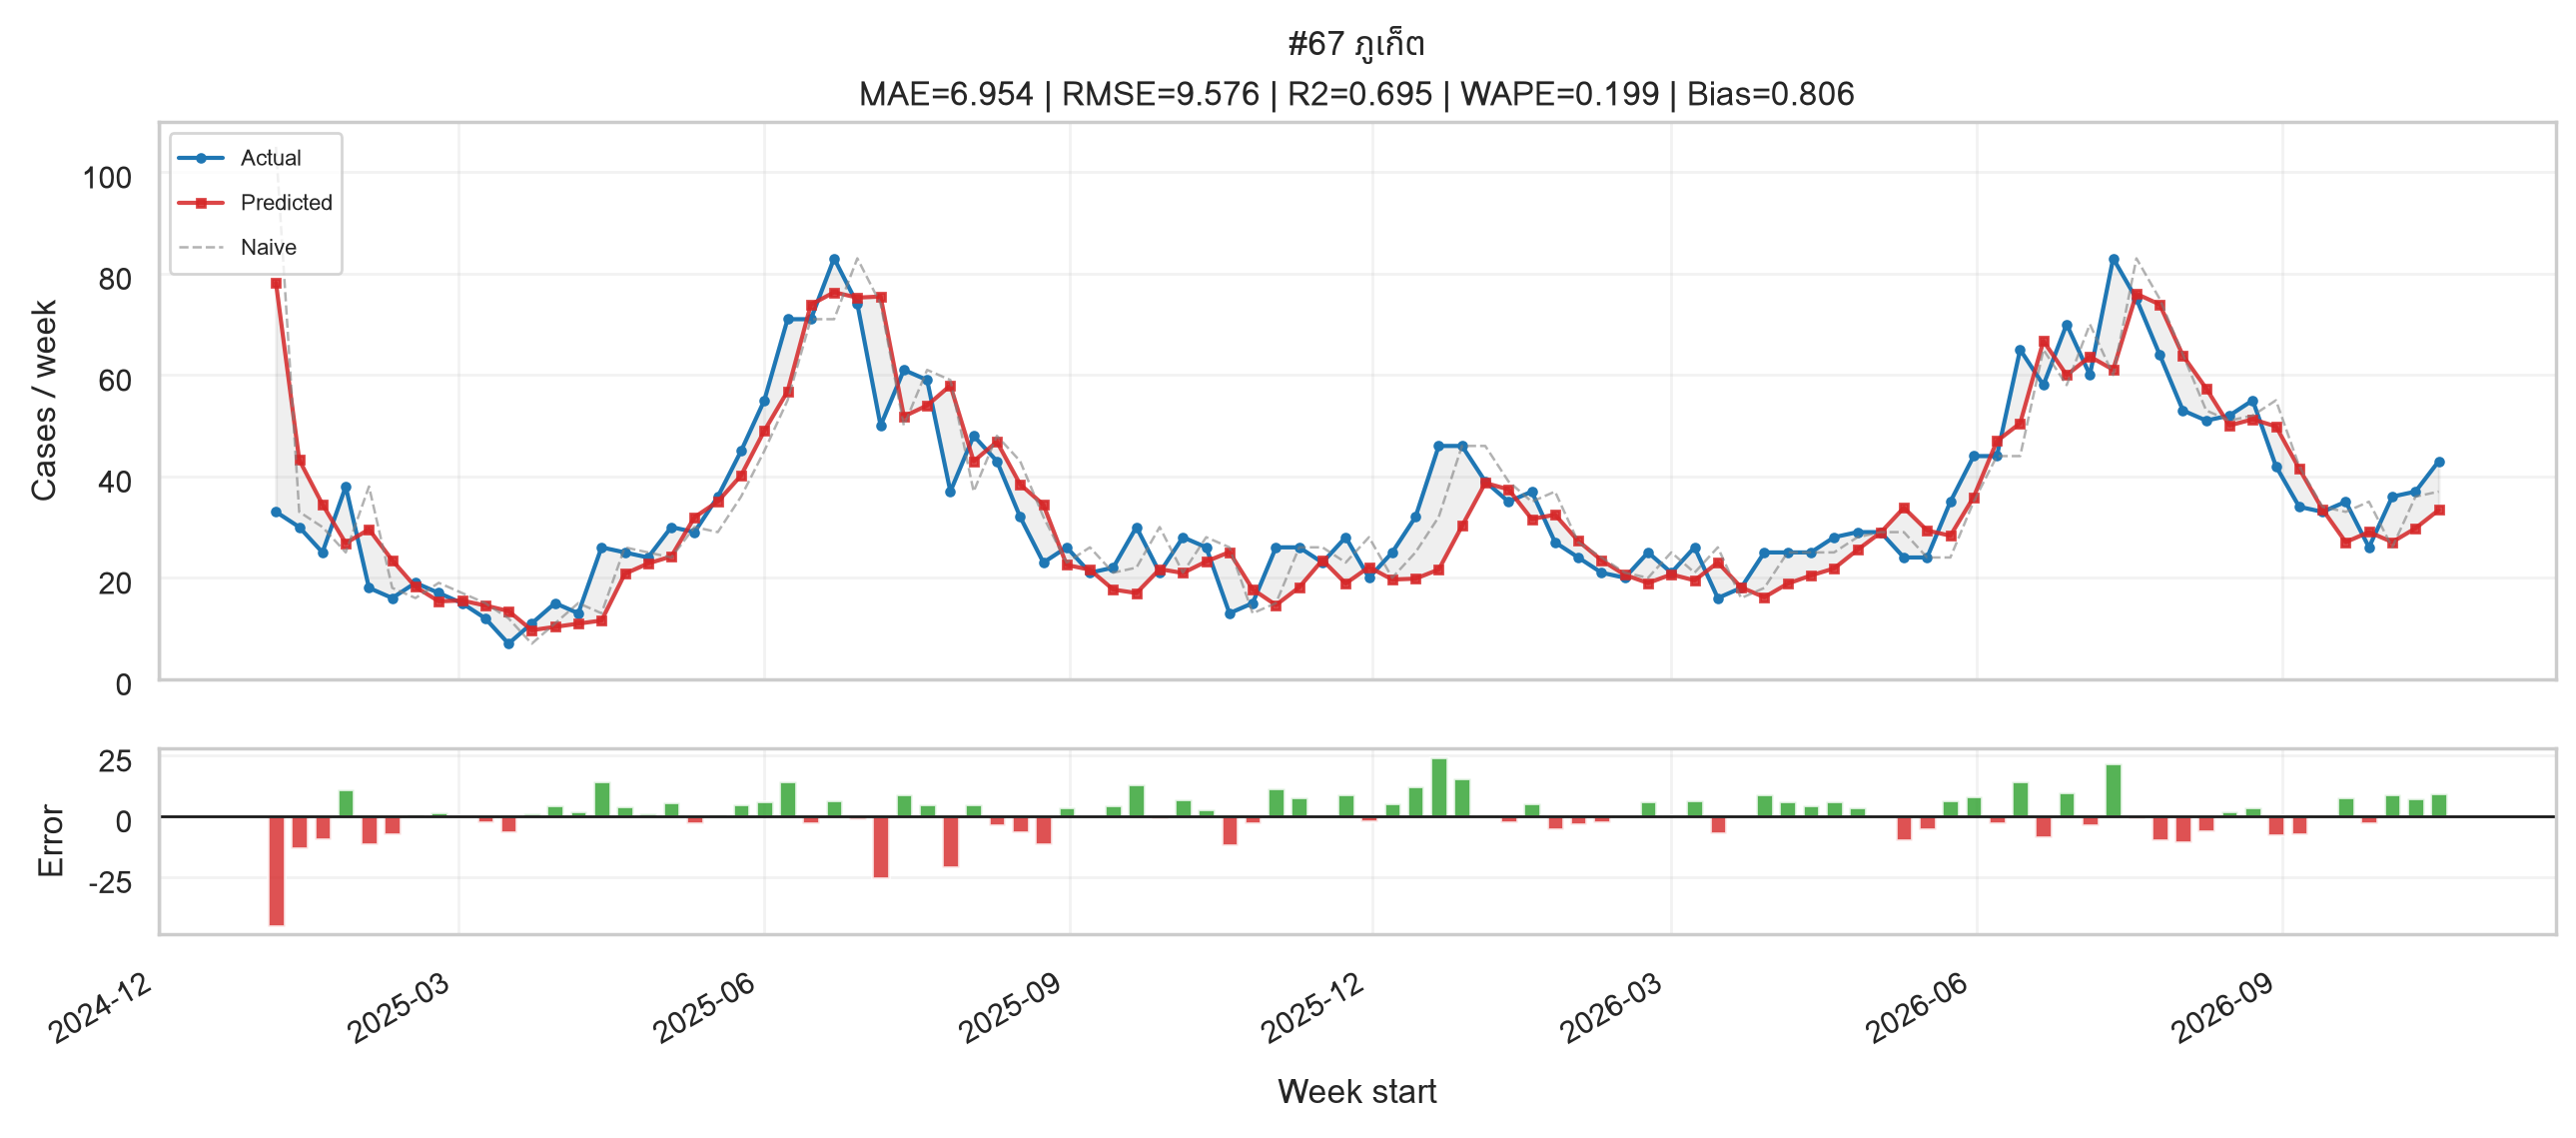 #67 ภูเก็ต
MAE=6.954 | RMSE=9.576 | R2=0.695 | WAPE=0.199 | Bias=0.806
Actual
Predicted
Naive
Cases / week
100
80
60
40
20
0
Error
25
0
-25
2024-12
2025-03
2025-06
2025-09
2025-12
2026-03
2026-06
2026-09
Week start